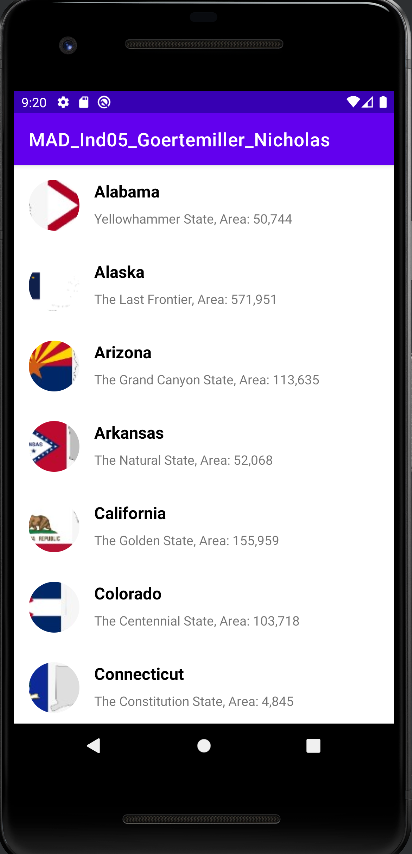 9:20
MAD_Ind05_Goertemiller_Nicholas
Alabama
Yellowhammer State, Area: 50,744
Alaska
The Last Frontier, Area: 571,951
Arizona
The Grand Canyon State, Area: 113,635
Arkansas
The Natural State, Area: 52,068
California
The Golden State, Area: 155,959
REPUBLIC
Colorado
The Centennial State, Area: 103,718
Connecticut
The Constitution State, Area: 4,845